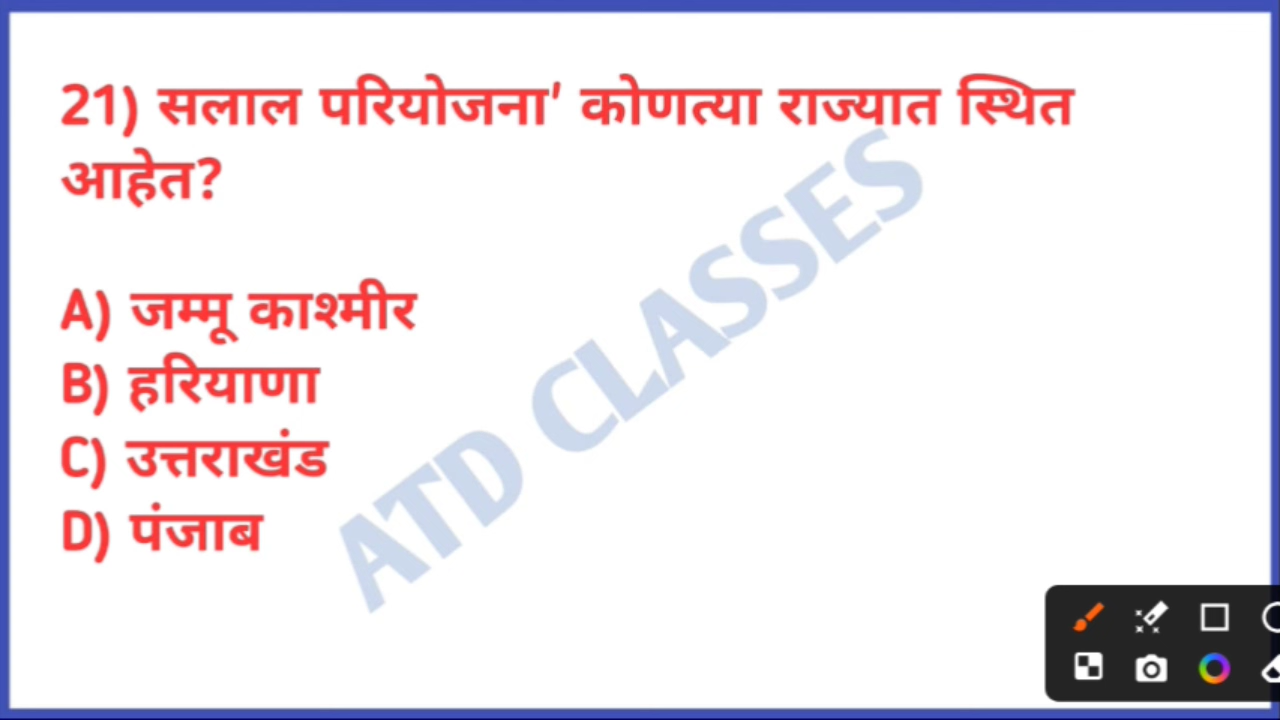 21) सलाल परियोजना’ कोणत्या राज्यात स्थित
आहेत?
A) जम्मू काश्मीर
B) हरियाणा
C) उत्तराखंड
D) पंजाब
ATD CLASSES